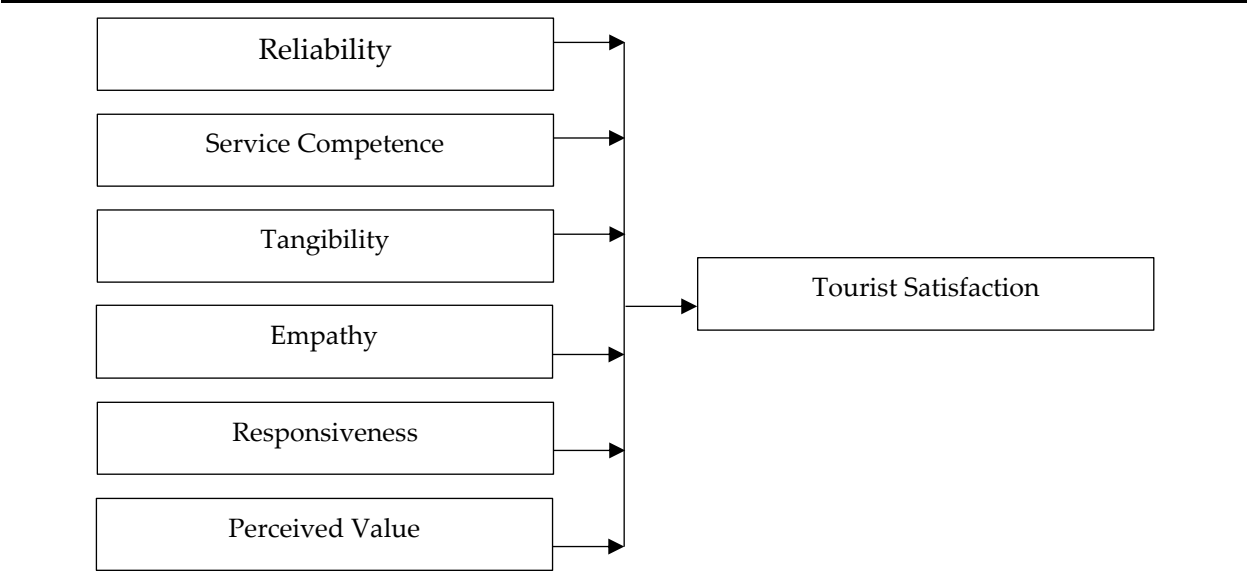 Reliability
Service Competence
Tangibility
Empathy
Responsiveness
Perceived Value
Tourist Satisfaction